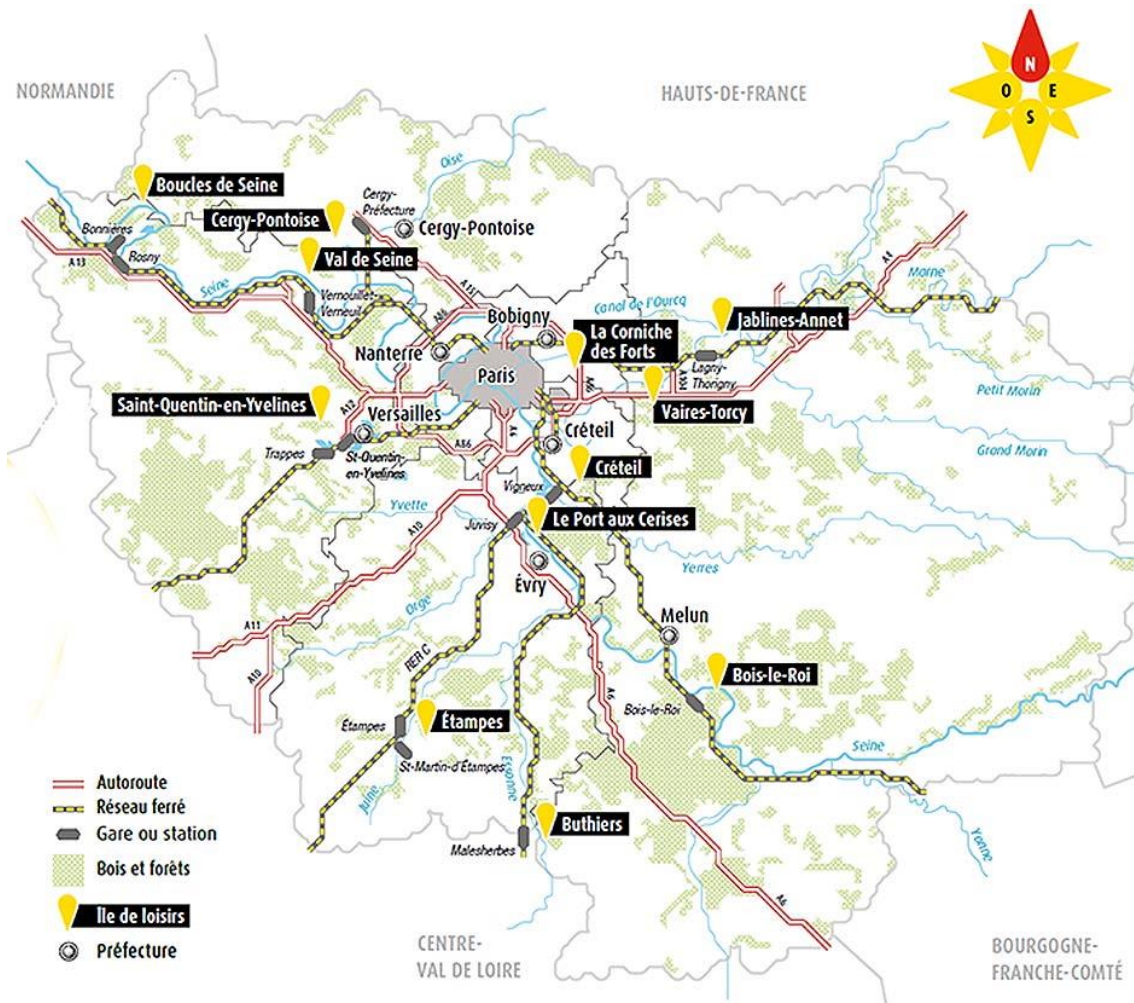 NORMANDIE
HAUTS-DE-FRANCE
N
O
E
S
Oise
Boucles de Seine
Cergy-
Préfecture
Cergy-Pontoise
Cergy-Pontoise
Bonnières
Rosny
A13
Val de Seine
Seine
Vernouillet-
Verneuil
A15
A86
A4
Marne
Canal de l'Ourcq
Bobigny
La Corniche
des Forts
Jablines-Annet
Nanterre
Paris
Lagny-
Thorigny
Petit Morin
Saint-Quentin-en-Yvelines
A12
Versailles
Vaires-Torcy
Créteil
A86
Grand Morin
Trappes
St-Quentin-
en-Yvelines
Créteil
Vigneux
Yvette
A10
Juvisy
Le Port aux Cerises
Évry
Yerres
Orge
A11
Melun
A10
RER C
Bois-le-Roi
A6
Bois-le-Roi
Étampes
Étampes
Seine
St-Martin-d'Étampes
Essonne
Juine
Autoroute
Réseau ferré
Gare ou station
Bois et forêts
Île de loisirs
Préfecture
Buthiers
Malesherbes
Yonne
A6
CENTRE-
VAL DE LOIRE
BOURGOGNE-
FRANCHE-COMTÉ